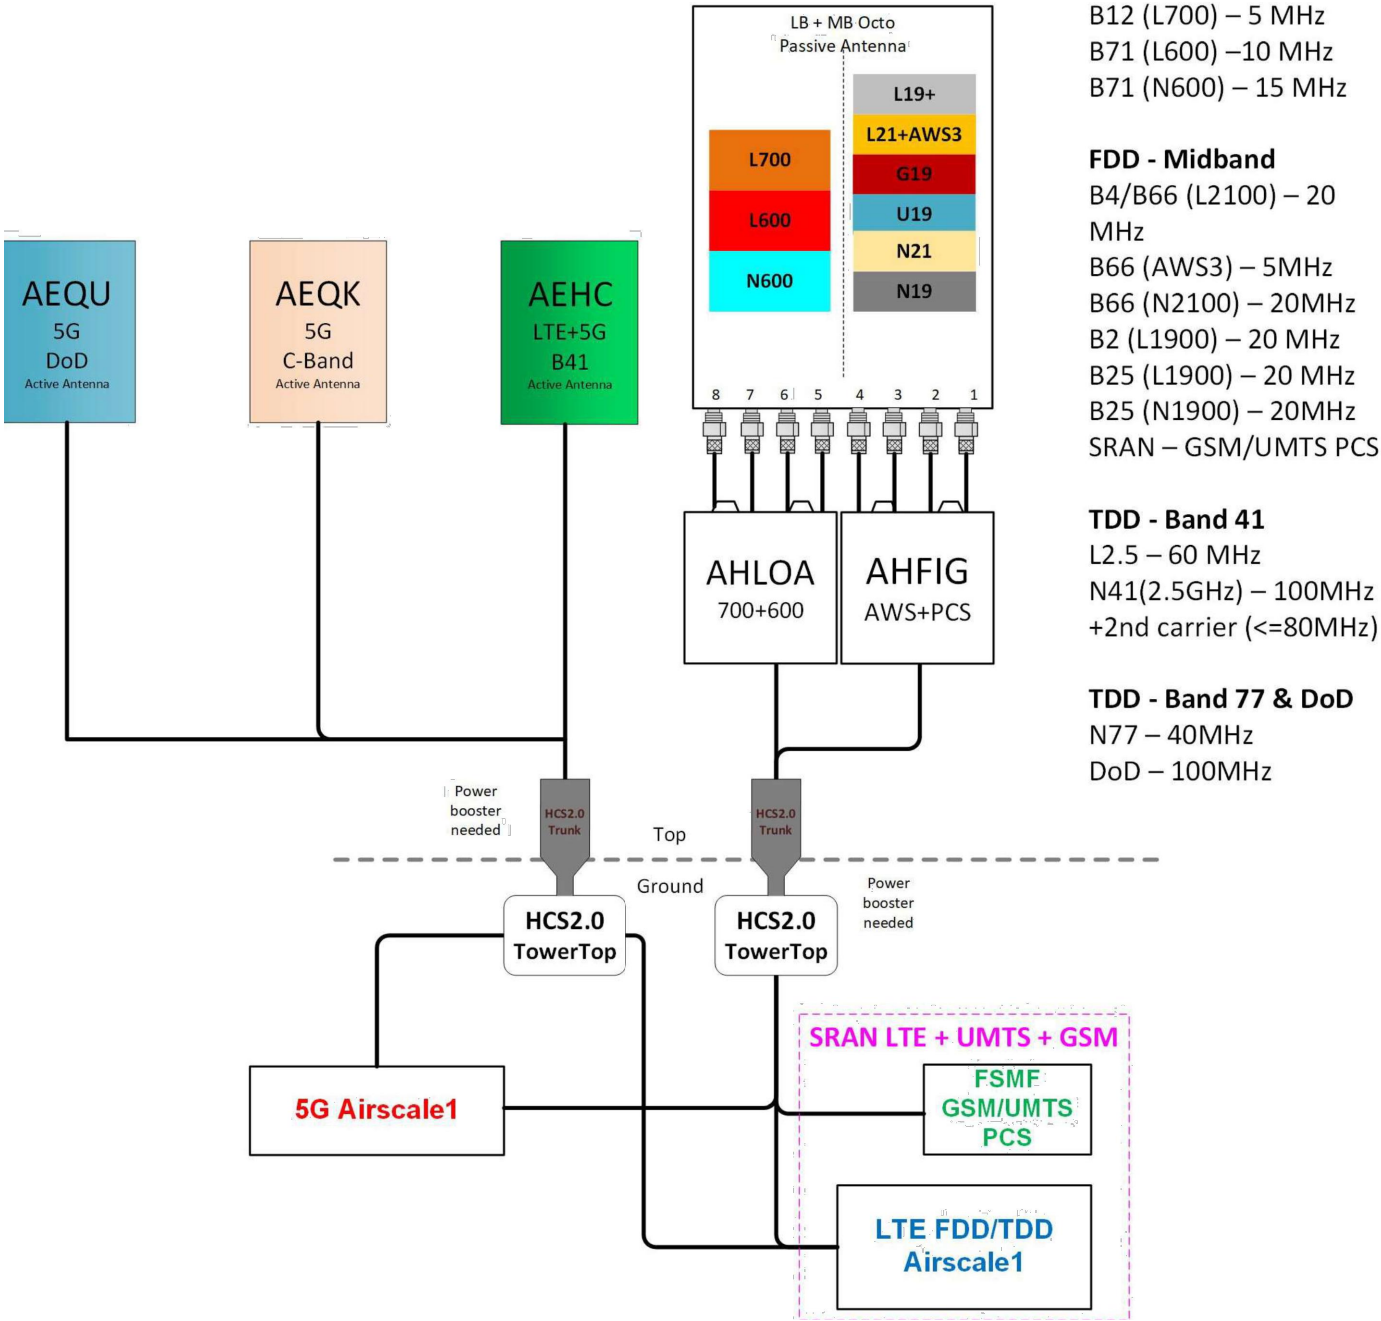 LB + MB Octo
Passive Antenna
L19+
L21+AWS3
G19
U19
N21
N19
L700
L600
N600
8 7 6 5 4 3 2 1
AEQU
5G
DoD
Active Antenna
AEQK
5G
C-Band
Active Antenna
AEHC
LTE+5G
B41
Active Antenna
AHLOA
700+600
AHFIG
AWS+PCS
B12 (L700) – 5 MHz
B71 (L600) –10 MHz
B71 (N600) – 15 MHz
FDD - Midband
B4/B66 (L2100) – 20
MHz
B66 (AWS3) – 5MHz
B66 (N2100) – 20MHz
B2 (L1900) – 20 MHz
B25 (L1900) – 20 MHz
B25 (N1900) – 20MHz
SRAN – GSM/UMTS PCS
TDD - Band 41
L2.5 – 60 MHz
N41(2.5GHz) – 100MHz
+2nd carrier (<=80MHz)
TDD - Band 77 & DoD
N77 – 40MHz
DoD – 100MHz
Power
booster
needed
HCS2.0
Trunk
HCS2.0
Trunk
Top
Ground
Power
booster
needed
HCS2.0
TowerTop
HCS2.0
TowerTop
SRAN LTE + UMTS + GSM
FSMF
GSM/UMTS
PCS
5G Airscale1
LTE FDD/TDD
Airscale1